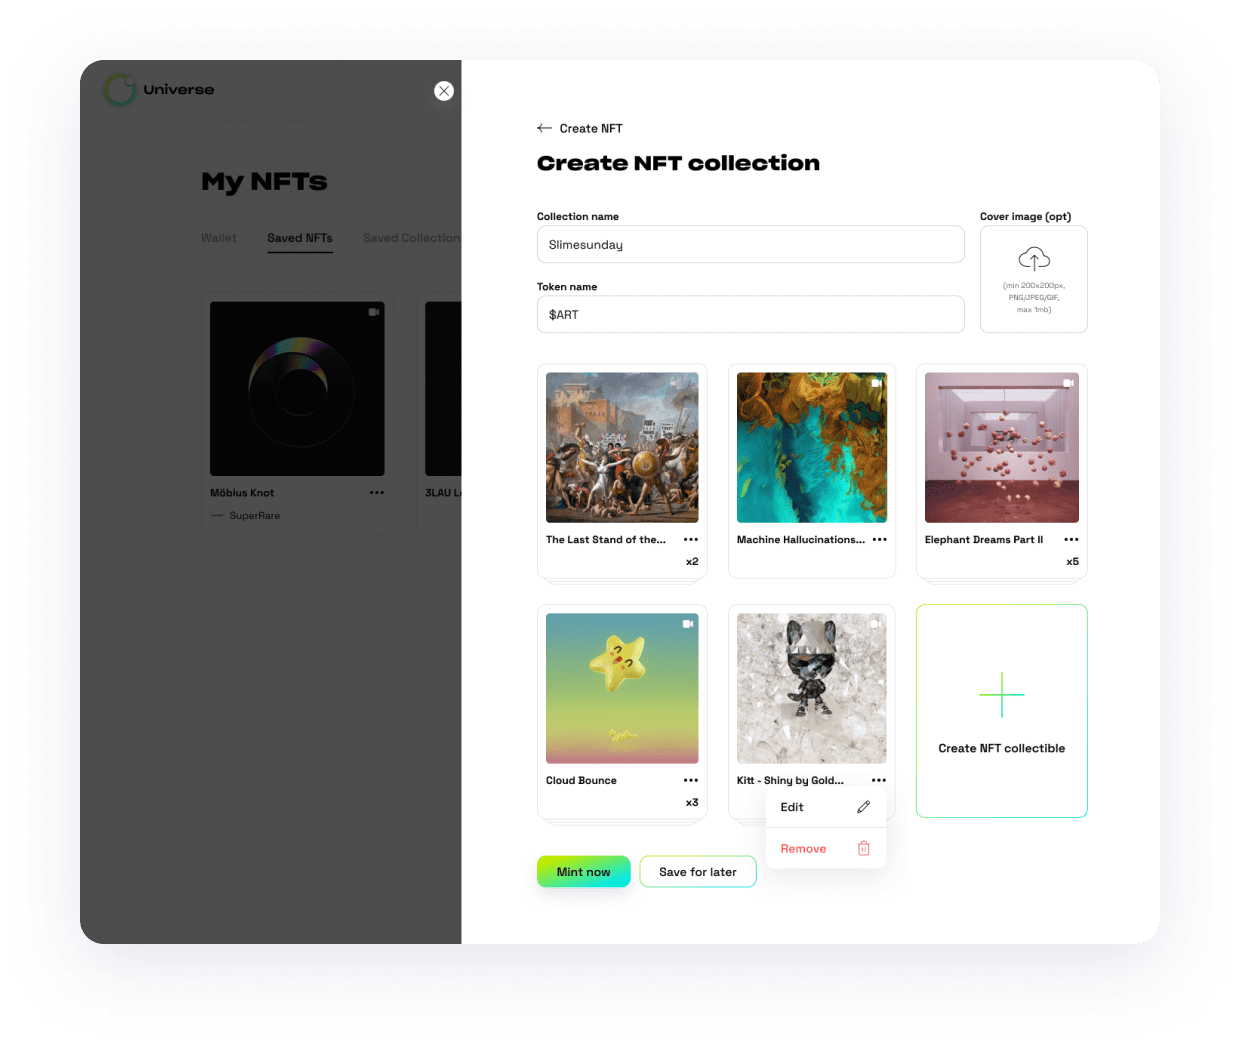 Universe
My NFTs
Wallet
Saved NFTs
Saved Collection
Möbius Knot
SuperRare
3LAU L
Create NFT
Create NFT collection
Collection name
Slimesunday
Cover image (opt)
(min 200x200px,
PNG/JPEG/GIF,
max 1mb)
Token name
$ART
The Last Stand of the...
x2
Machine Hallucinations...
Elephant Dreams Part II
x5
Cloud Bounce
x3
Kitt - Shiny by Gold...
Edit
Remove
Create NFT collectible
Mint now
Save for later